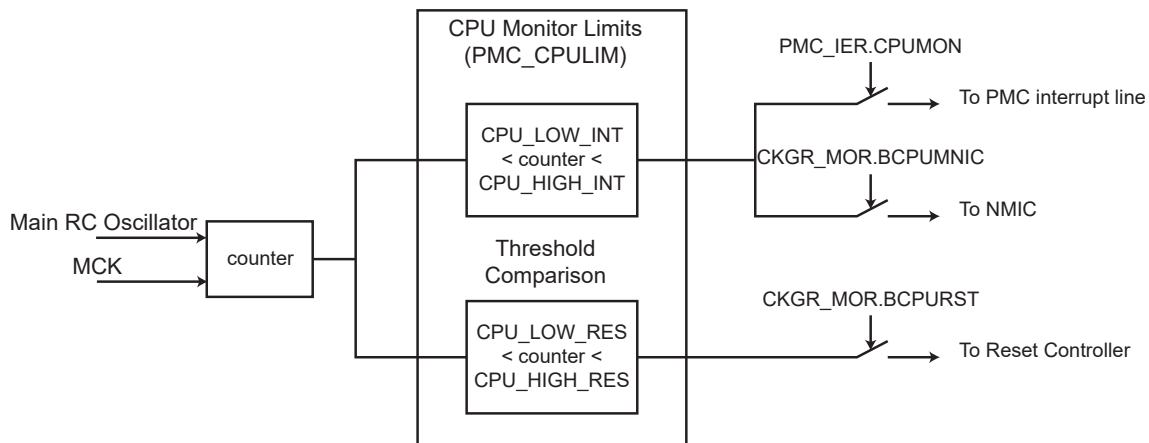 CPU Monitor Limits
(PMC_CPULIM)
PMC_IER.CPUMON
To PMC interrupt line
CPU_LOW_INT
< counter <
CPU_HIGH_INT
CKGR_MOR.BCPUMNIC
To NMIC
Main RC Oscillator
MCK
counter
Threshold
Comparison
CKGR_MOR.BCPURST
CPU_LOW_RES
< counter <
CPU_HIGH_RES
To Reset Controller